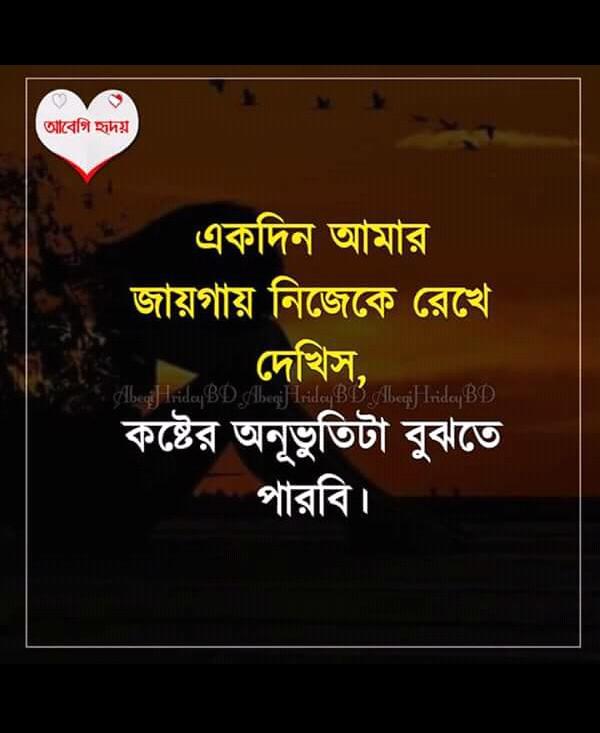 আবেগি হৃদয়
একদিন আমার
জায়গায় নিজেকে রেখে
দেখিস,
AbegiHridoyBD AbegiHridoyBD AbegiHridoyBD
কষ্টের অনূভুতিটা বুঝতে
পারবি।